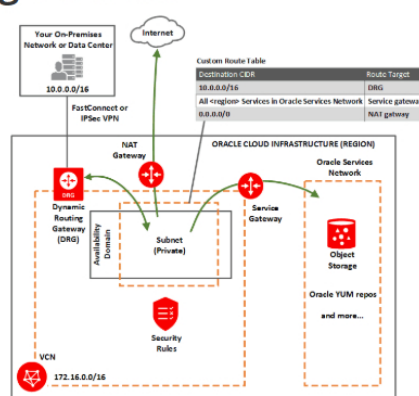 Your On-Premises
Network or Data Center
10.0.0.0/16
Internet
FastConnect or
IPSec VPN
Custom Route Table
Destination CIDR
Route Target
10.0.0.0/16
DRG
All <region> Services in Oracle Services Network
Service gateway
0.0.0.0/0
NAT gatway
NAT
Gateway
ORACLE CLOUD INFRASTRUCTURE (REGION)
Oracle Services
Network
DRG
Dynamic
Routing
Gateway
(DRG)
Availability
Domain
Subnet
(Private)
Service
Gateway
Object
Storage
Oracle YUM repos
and more...
Security
Rules
VCN
172.16.0.0/16